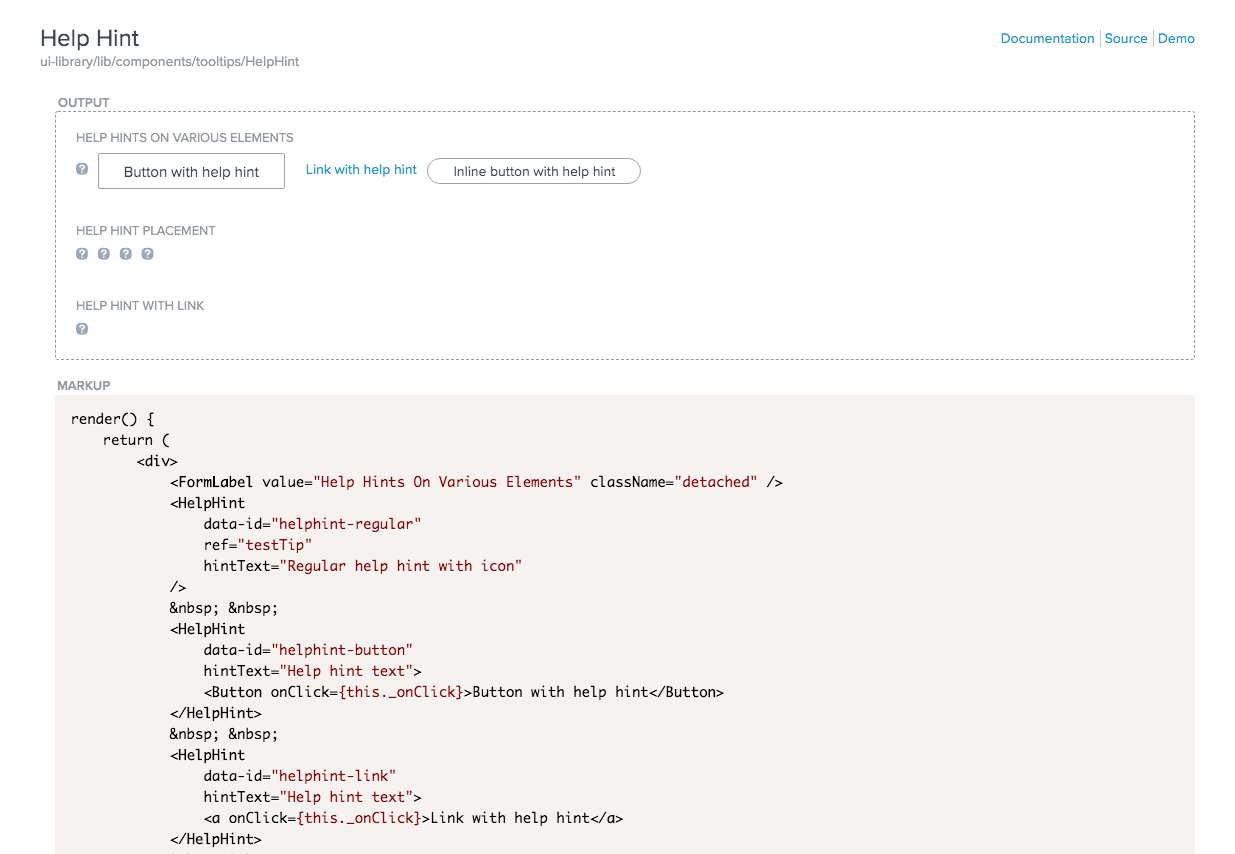 Help Hint
Documentation Source Demo
ui-library/lib/components/tooltips/HelpHint
OUTPUT
HELP HINTS ON VARIOUS ELEMENTS
? Button with help hint Link with help hint Inline button with help hint
HELP HINT PLACEMENT
? ? ? ?
HELP HINT WITH LINK
?
MARKUP
render() {
    return (
        <div>
            <FormLabel value="Help Hints On Various Elements" className="detached" />
            <HelpHint
                data-id="helphint-regular"
                ref="testTip"
                hintText="Regular help hint with icon"
            />
            &nbsp; &nbsp;
            <HelpHint
                data-id="helphint-button"
                hintText="Help hint text">
                <Button onClick={this._onClick}>Button with help hint</Button>
            </HelpHint>
            &nbsp; &nbsp;
            <HelpHint
                data-id="helphint-link"
                hintText="Help hint text">
                <a onClick={this._onClick}>Link with help hint</a>
            </HelpHint>